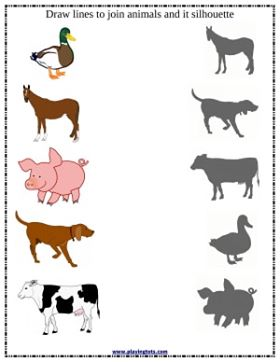 Draw lines to join animals and it silhouette
www.playingtots.com